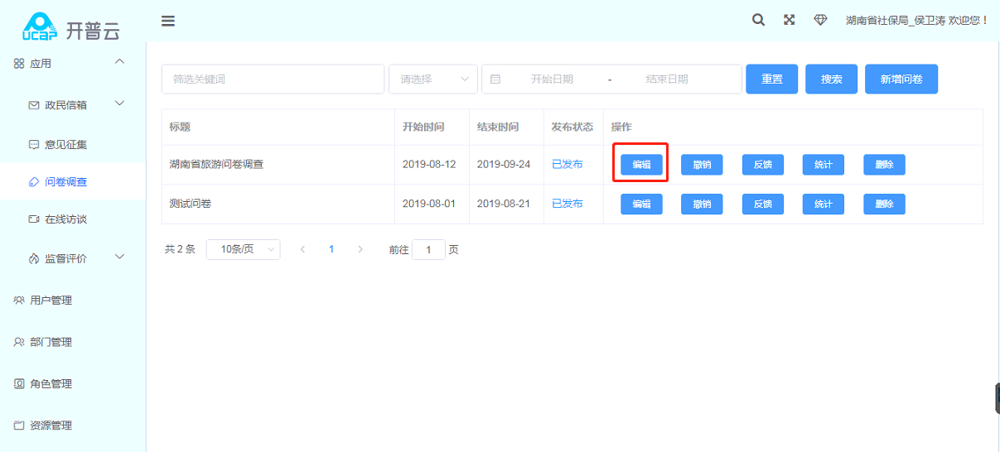 ucap 开普云
湖南省社保局_侯卫涛 欢迎您！
应用
政民信箱
意见征集
问卷调查
在线访谈
监督评价
用户管理
部门管理
角色管理
资源管理
筛选关键词 请选择 开始日期 - 结束日期 重置 搜索 新增问卷
标题 开始时间 结束时间 发布状态 操作
湖南省旅游问卷调查 2019-08-12 2019-09-24 已发布 编辑 撤销 反馈 统计 删除
测试问卷 2019-08-01 2019-08-21 已发布 编辑 撤销 反馈 统计 删除
共 2 条 10条/页 1 前往 1 页